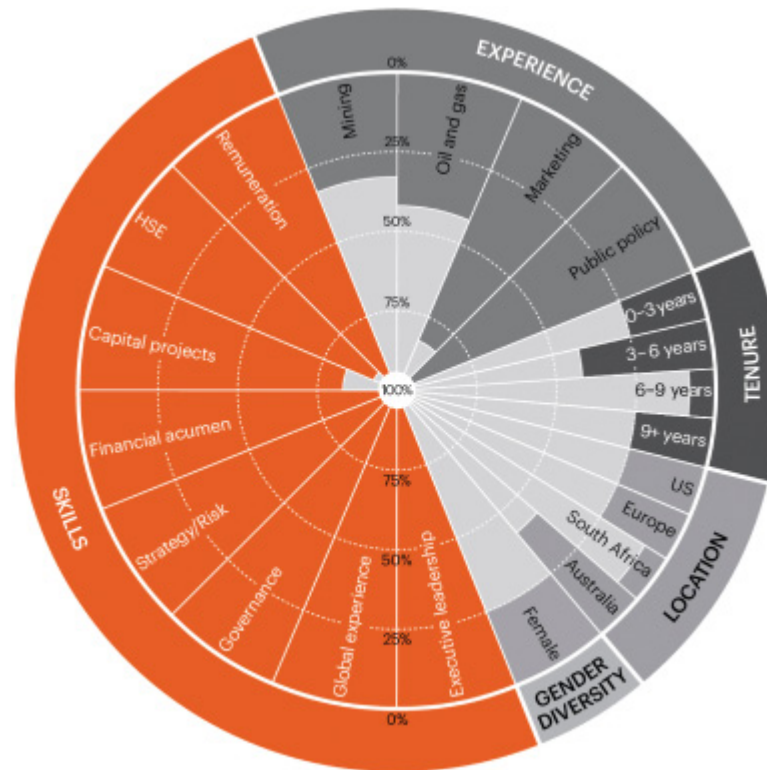 EXPERIENCE
0%
Mining
Oil and gas
Marketing
Public policy
25%
50%
75%
100%
75%
50%
25%
0%
TENURE
0–3 years
3–6 years
6–9 years
9+ years
LOCATION
US
Europe
South Africa
Australia
GENDER
DIVERSITY
Female
SKILLS
Executive leadership
Global experience
Governance
Strategy/Risk
Financial acumen
Capital projects
HSE
Remuneration